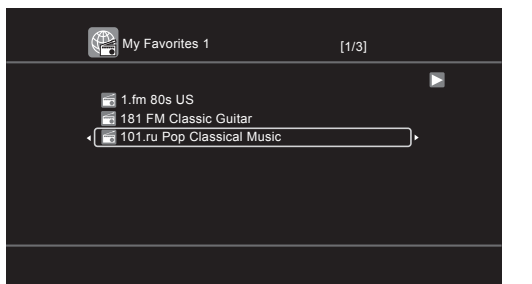 My Favorites 1 [1/3]
1.fm 80s US
181 FM Classic Guitar
101.ru Pop Classical Music